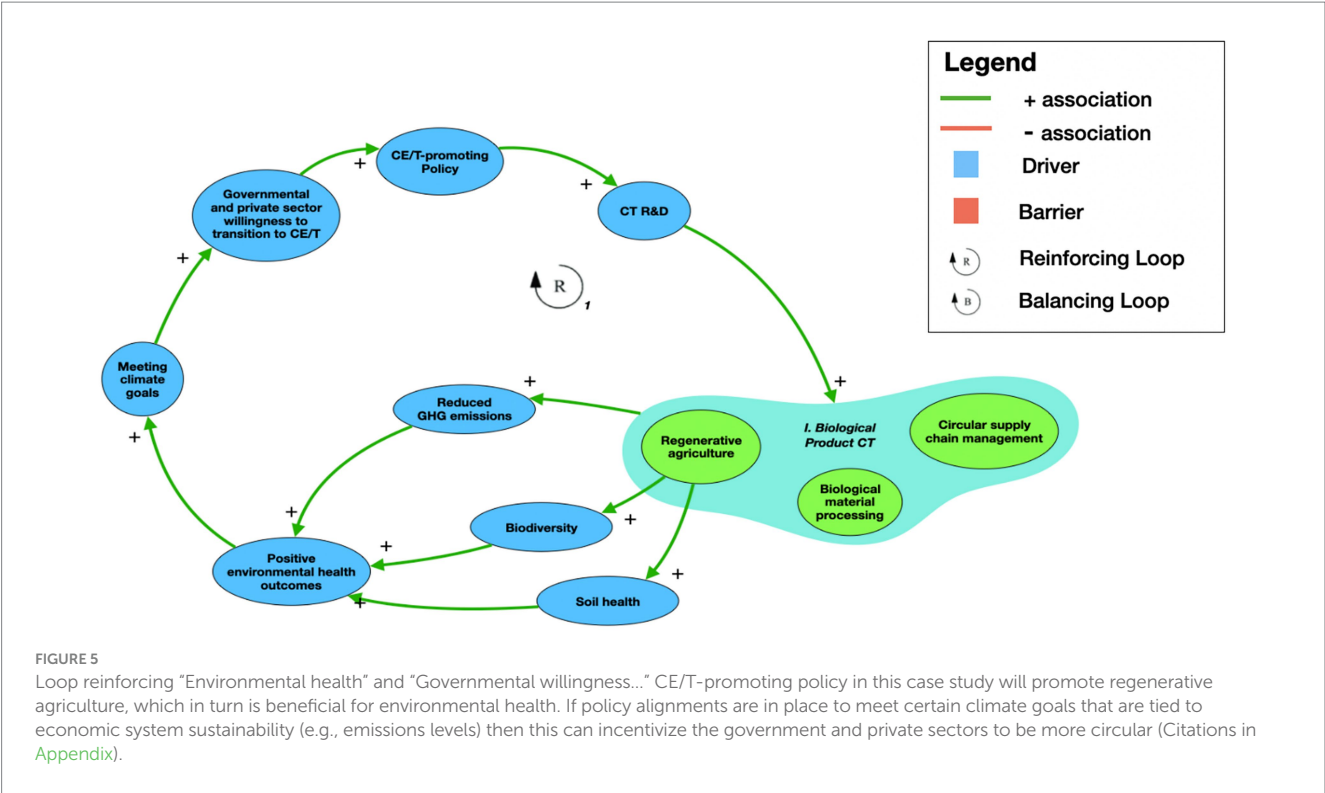 Legend
+ association
- association
Driver
Barrier
R
Reinforcing Loop
B
Balancing Loop
CE/T-promoting
Policy
+
+
Governmental
and private sector
willingness to
transition to CE/T
CT R&D
+
R
1
Meeting
climate
goals
+
+
+
Reduced
GHG emissions
I. Biological
Product CT
Circular supply
chain management
Regenerative
agriculture
Biological
material
processing
+
Biodiversity
+
+
Positive
environmental health
outcomes
+
Soil health
+
FIGURE 5
Loop reinforcing “Environmental health” and “Governmental willingness...” CE/T-promoting policy in this case study will promote regenerative
agriculture, which in turn is beneficial for environmental health. If policy alignments are in place to meet certain climate goals that are tied to
economic system sustainability (e.g., emissions levels) then this can incentivize the government and private sectors to be more circular (Citations in
Appendix).